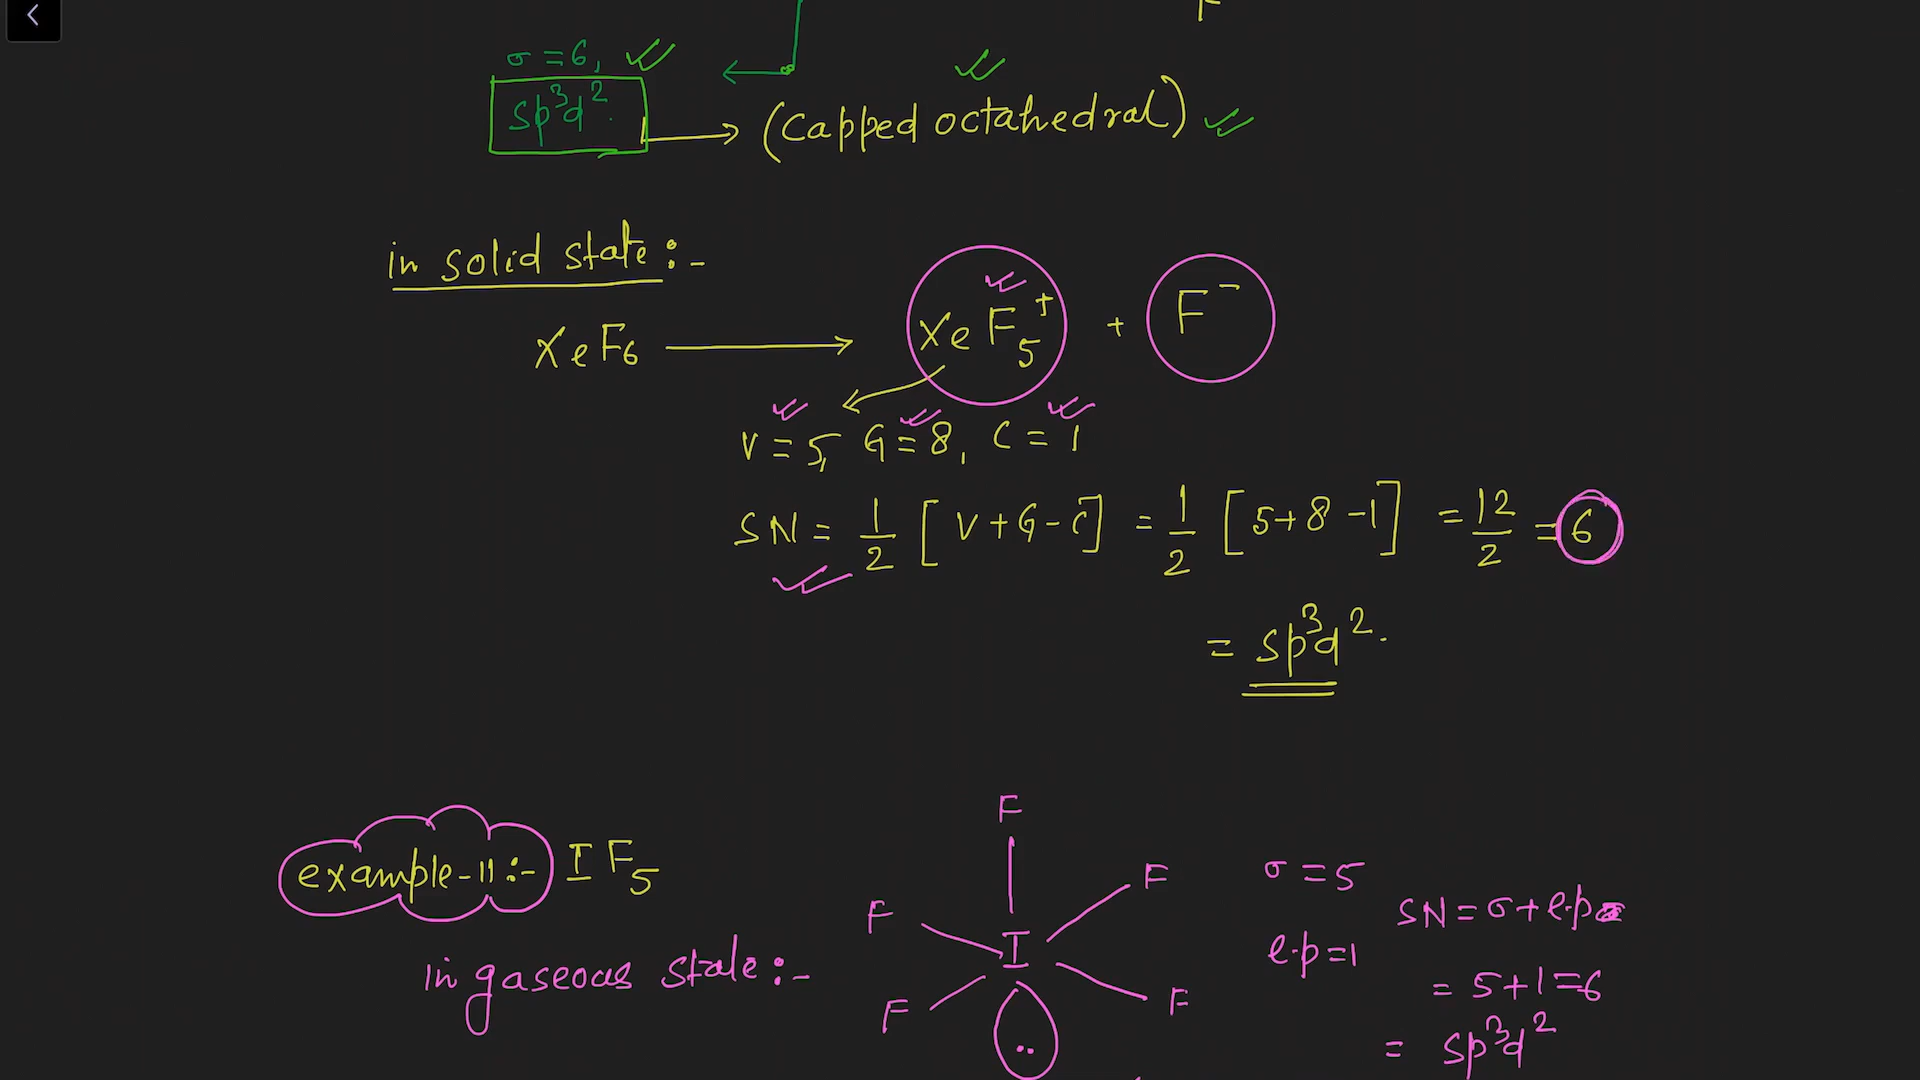 F
σ = 6,
sp³d².
(Capped octahedral)
in solid state :-
XeF₆ ⟶ XeF₅⁺ + F⁻
V = 5, G = 8, C = 1
SN = 1/2 [V+G-C] = 1/2 [5+8-1] = 12/2 = 6
= sp³d².
example-11:- IF₅
in gaseous state :-
F
F
F
I
F
F
σ = 5
l.p = 1
SN = σ + l.p
= 5+1 = 6
= sp³d²